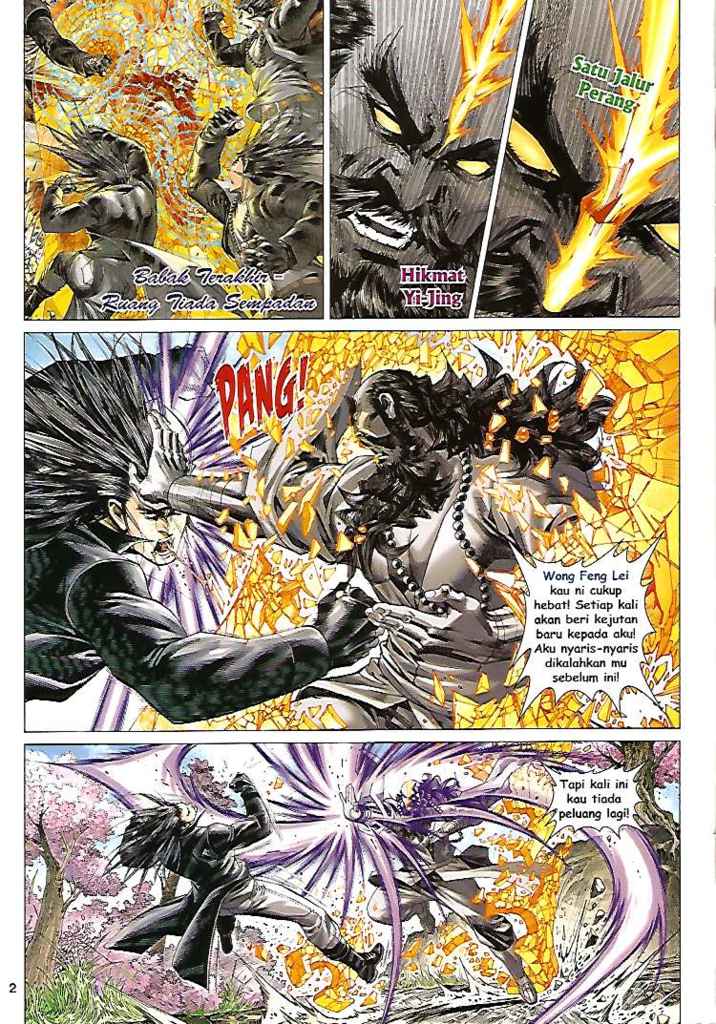 Babak Terakhir -
Ruang Tiada Sempadan
Hikmat
Yi-Jing
Satu Jalur
Perang
PANG!
Wong Feng Lei
kau ni cukup
hebat! Setiap kali
akan beri kejutan
baru kepada aku!
Aku nyaris-nyaris
dikalahkan mu
sebelum ini!
Tapi kali ini
kau tiada
peluang lagi!
2